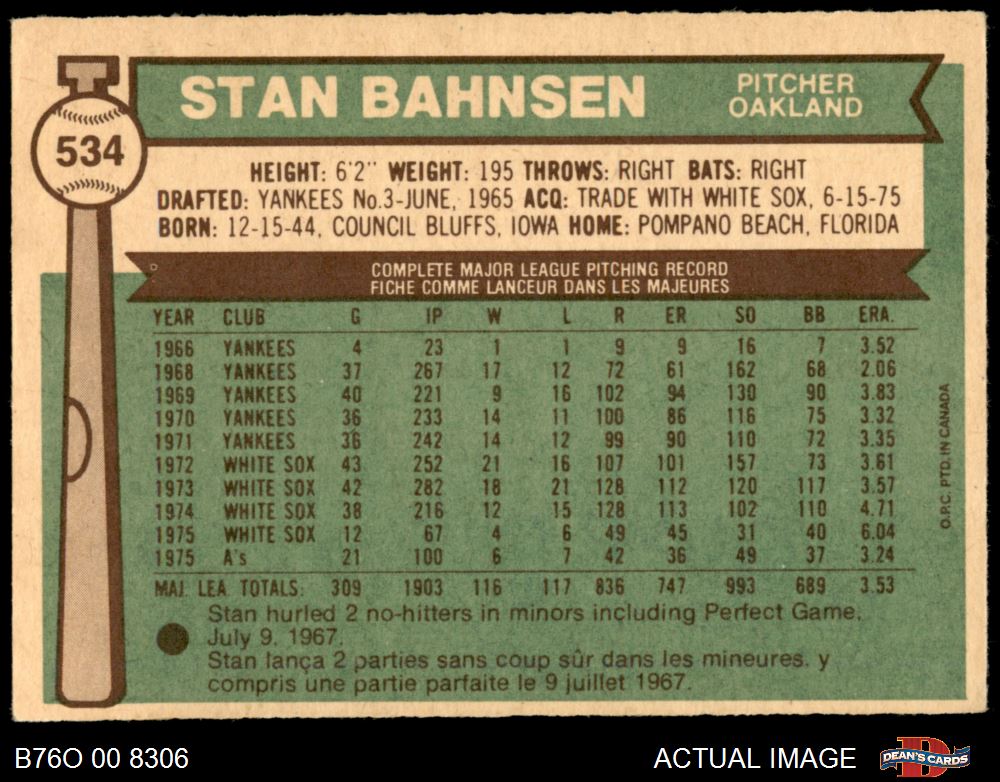 STAN BAHNSEN
PITCHER
OAKLAND
534
HEIGHT: 6'2" WEIGHT: 195 THROWS: RIGHT BATS: RIGHT
DRAFTED: YANKEES No.3-JUNE, 1965 ACQ: TRADE WITH WHITE SOX, 6-15-75
BORN: 12-15-44, COUNCIL BLUFFS, IOWA HOME: POMPANO BEACH, FLORIDA
COMPLETE MAJOR LEAGUE PITCHING RECORD
FICHE COMME LANCEUR DANS LES MAJEURES
YEAR CLUB G IP W L R ER SO BB ERA.
1966 YANKEES 4 23 1 1 9 9 16 7 3.52
1968 YANKEES 37 267 17 12 72 61 162 68 2.06
1969 YANKEES 40 221 9 16 102 94 130 90 3.83
1970 YANKEES 36 233 14 11 100 86 116 75 3.32
1971 YANKEES 36 242 14 12 99 90 110 72 3.35
1972 WHITE SOX 43 252 21 16 107 101 157 73 3.61
1973 WHITE SOX 42 282 18 21 128 112 120 117 3.57
1974 WHITE SOX 38 216 12 15 128 113 102 110 4.71
1975 WHITE SOX 12 67 4 6 49 45 31 40 6.04
1975 A's 21 100 6 7 42 36 49 37 3.24
MAJ. LEA. TOTALS: 309 1903 116 117 836 747 993 689 3.53
Stan hurled 2 no-hitters in minors including Perfect Game,
July 9, 1967.
Stan lança 2 parties sans coup sûr dans les mineures, y
compris une partie parfaite le 9 juillet 1967.
O.P.C. PTD. IN CANADA
B76O 00 8306
ACTUAL IMAGE
DEAN'S CARDS